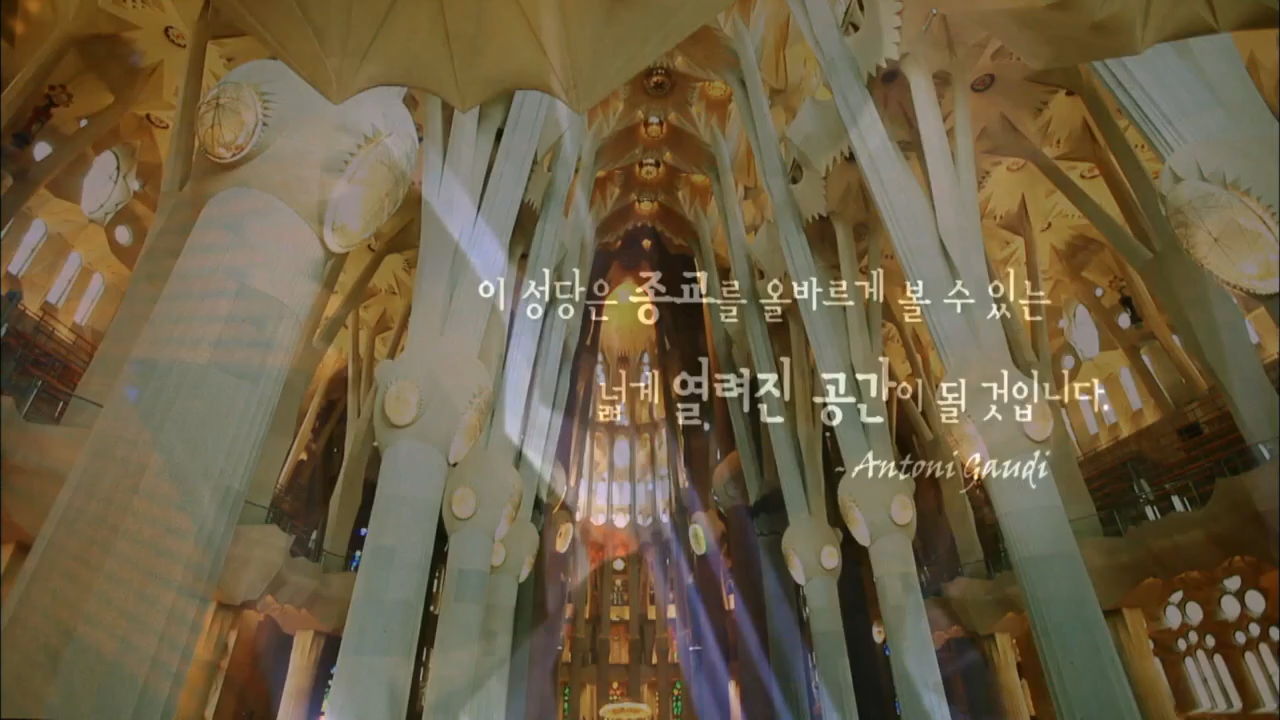 이 성당은 종교를 올바르게 볼 수 있는
넓게 열려진 공간이 될 것입니다.
- Antoni Gaudi